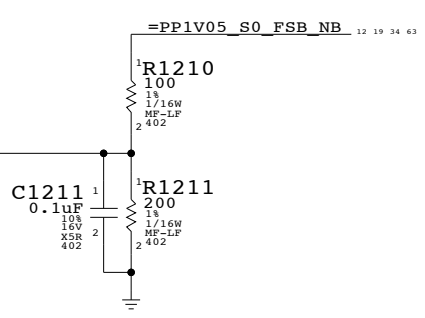 =PP1V05_S0_FSB_NB 12 19 34 63
1 R1210
100
1%
1/16W
MF-LF
2 402
C1211 1
0.1uF
10%
16V
X5R 2
402
1 R1211
200
1%
1/16W
MF-LF
2 402